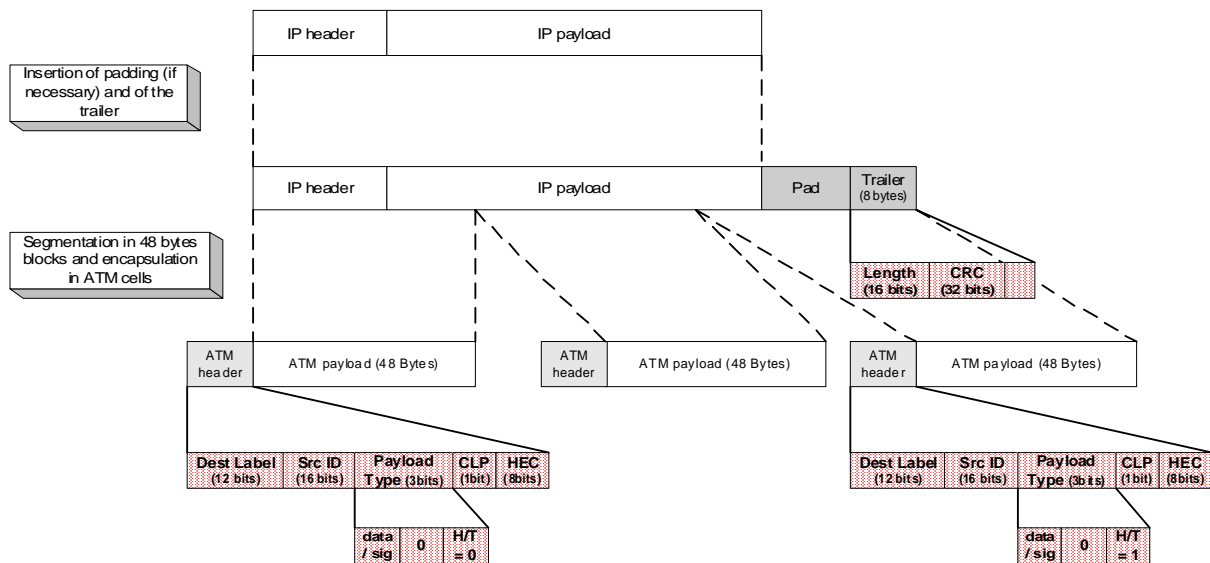 IP header
IP payload
Insertion of padding (if
necessary) and of the
trailer
IP header
IP payload
Pad
Trailer
(8 bytes)
Segmentation in 48 bytes
blocks and encapsulation
in ATM cells
Length
(16 bits)
CRC
(32 bits)
ATM
header
ATM payload (48 Bytes)
ATM
header
ATM payload (48 Bytes)
ATM
header
ATM payload (48 Bytes)
Dest Label
(12 bits)
Src ID
(16 bits)
Payload
Type (3bits)
CLP
(1bit)
HEC
(8bits)
Dest Label
(12 bits)
Src ID
(16 bits)
Payload
Type (3bits)
CLP
(1bit)
HEC
(8bits)
data
/ sig
0
H/T
= 0
data
/ sig
0
H/T
= 1